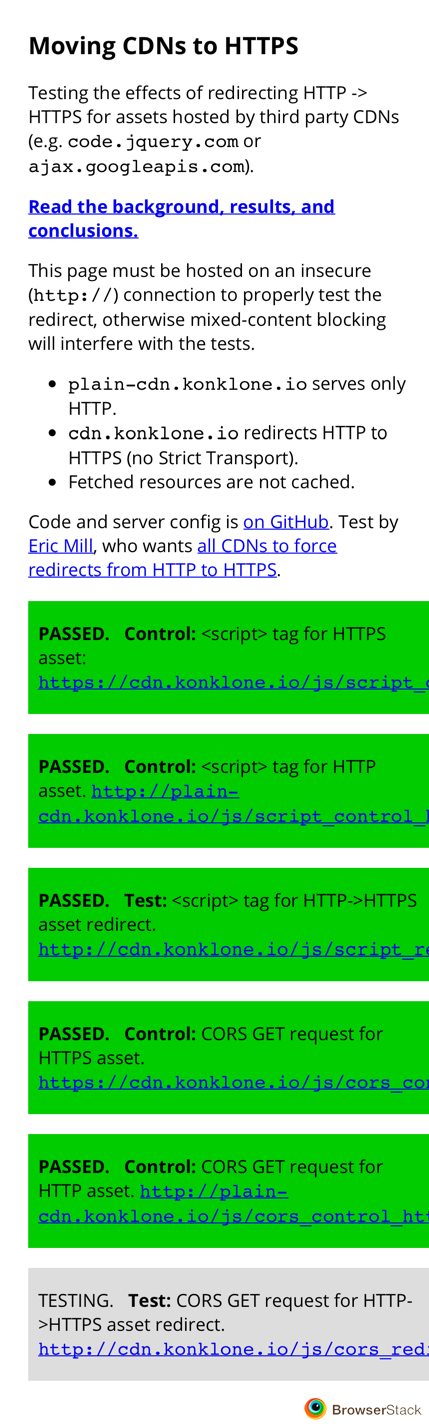 Moving CDNs to HTTPS
Testing the effects of redirecting HTTP ->
HTTPS for assets hosted by third party CDNs
(e.g. code.jquery.com or
ajax.googleapis.com).
Read the background, results, and
conclusions.
This page must be hosted on an insecure
(http://) connection to properly test the
redirect, otherwise mixed-content blocking
will interfere with the tests.
• plain-cdn.konklone.io serves only
HTTP.
• cdn.konklone.io redirects HTTP to
HTTPS (no Strict Transport).
• Fetched resources are not cached.
Code and server config is on GitHub. Test by
Eric Mill, who wants all CDNs to force
redirects from HTTP to HTTPS.
PASSED. Control: <script> tag for HTTPS
asset:
https://cdn.konklone.io/js/script_
PASSED. Control: <script> tag for HTTP
asset. http://plain-
cdn.konklone.io/js/script_control_
PASSED. Test: <script> tag for HTTP->HTTPS
asset redirect.
http://cdn.konklone.io/js/script_re
PASSED. Control: CORS GET request for
HTTPS asset.
https://cdn.konklone.io/js/cors_con
PASSED. Control: CORS GET request for
HTTP asset. http://plain-
cdn.konklone.io/js/cors_control_htt
TESTING. Test: CORS GET request for HTTP-
>HTTPS asset redirect.
http://cdn.konklone.io/js/cors_redi
BrowserStack